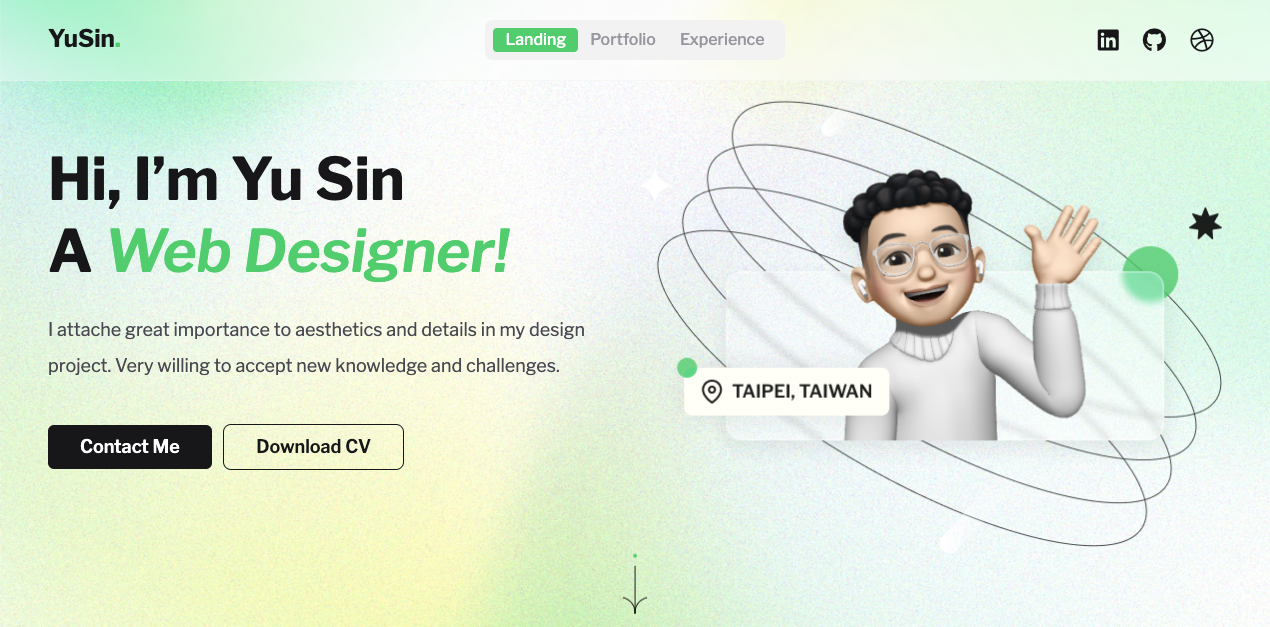 YuSin.
Landing Portfolio Experience
Hi, I’m Yu Sin
A Web Designer!
I attache great importance to aesthetics and details in my design
project. Very willing to accept new knowledge and challenges.
TAIPEI, TAIWAN
Contact Me Download CV